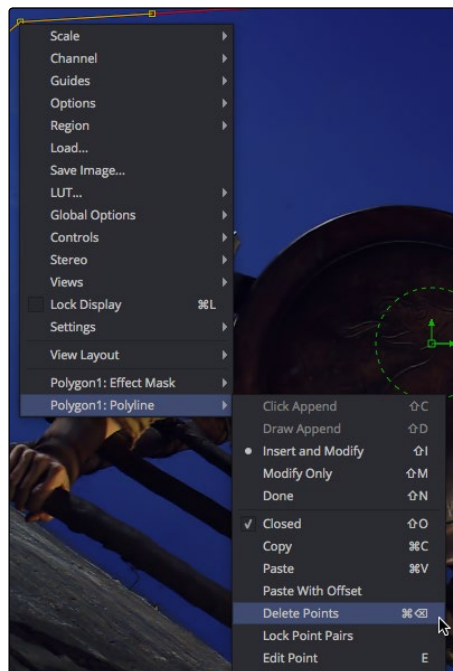 Scale
Channel
Guides
Options
Region
Load...
Save Image...
LUT...
Global Options
Controls
Stereo
Views
Lock Display ⌘L
Settings
View Layout
Polygon1: Effect Mask
Polygon1: Polyline
Click Append ⇧C
Draw Append ⇧D
Insert and Modify ⇧I
Modify Only ⇧M
Done ⇧N
Closed ⇧O
Copy ⌘C
Paste ⌘V
Paste With Offset
Delete Points ⌘⌫
Lock Point Pairs
Edit Point E